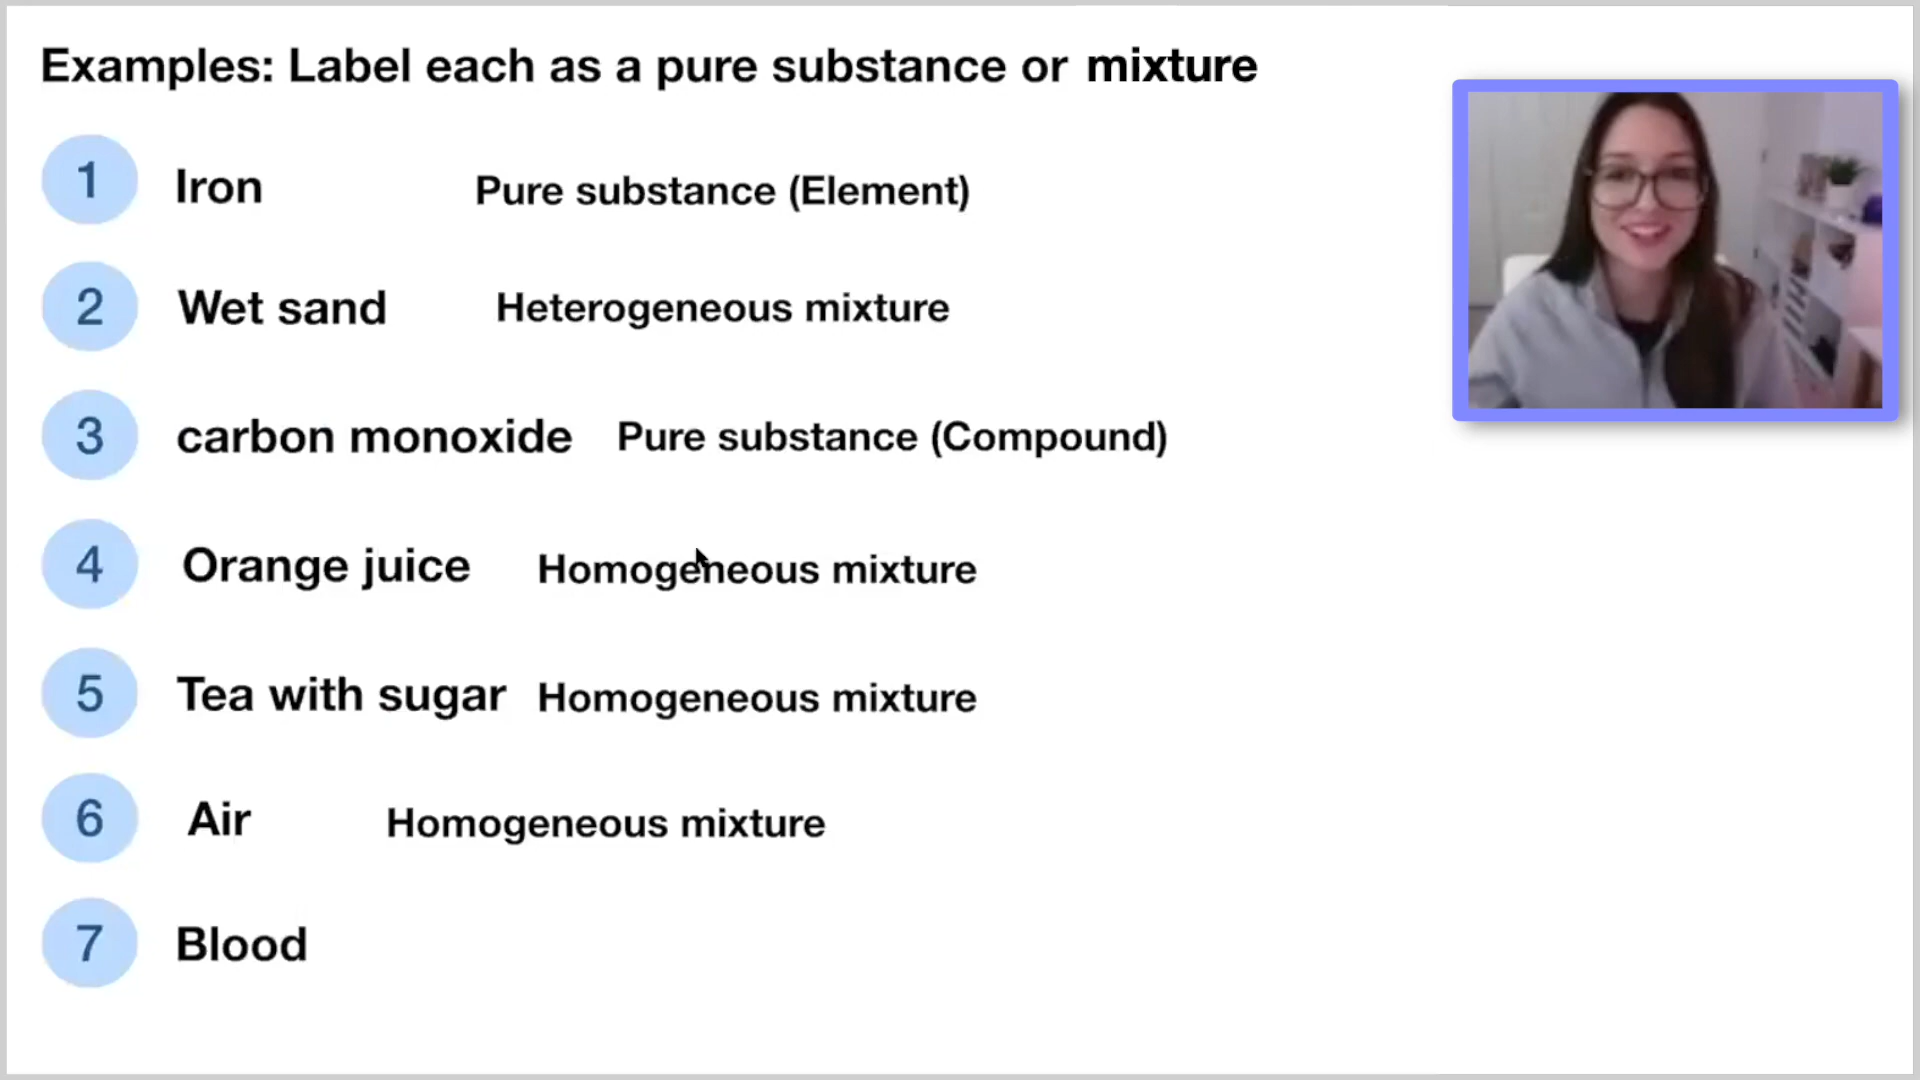 Examples: Label each as a pure substance or mixture
1 Iron Pure substance (Element)
2 Wet sand Heterogeneous mixture
3 carbon monoxide Pure substance (Compound)
4 Orange juice Homogeneous mixture
5 Tea with sugar Homogeneous mixture
6 Air Homogeneous mixture
7 Blood